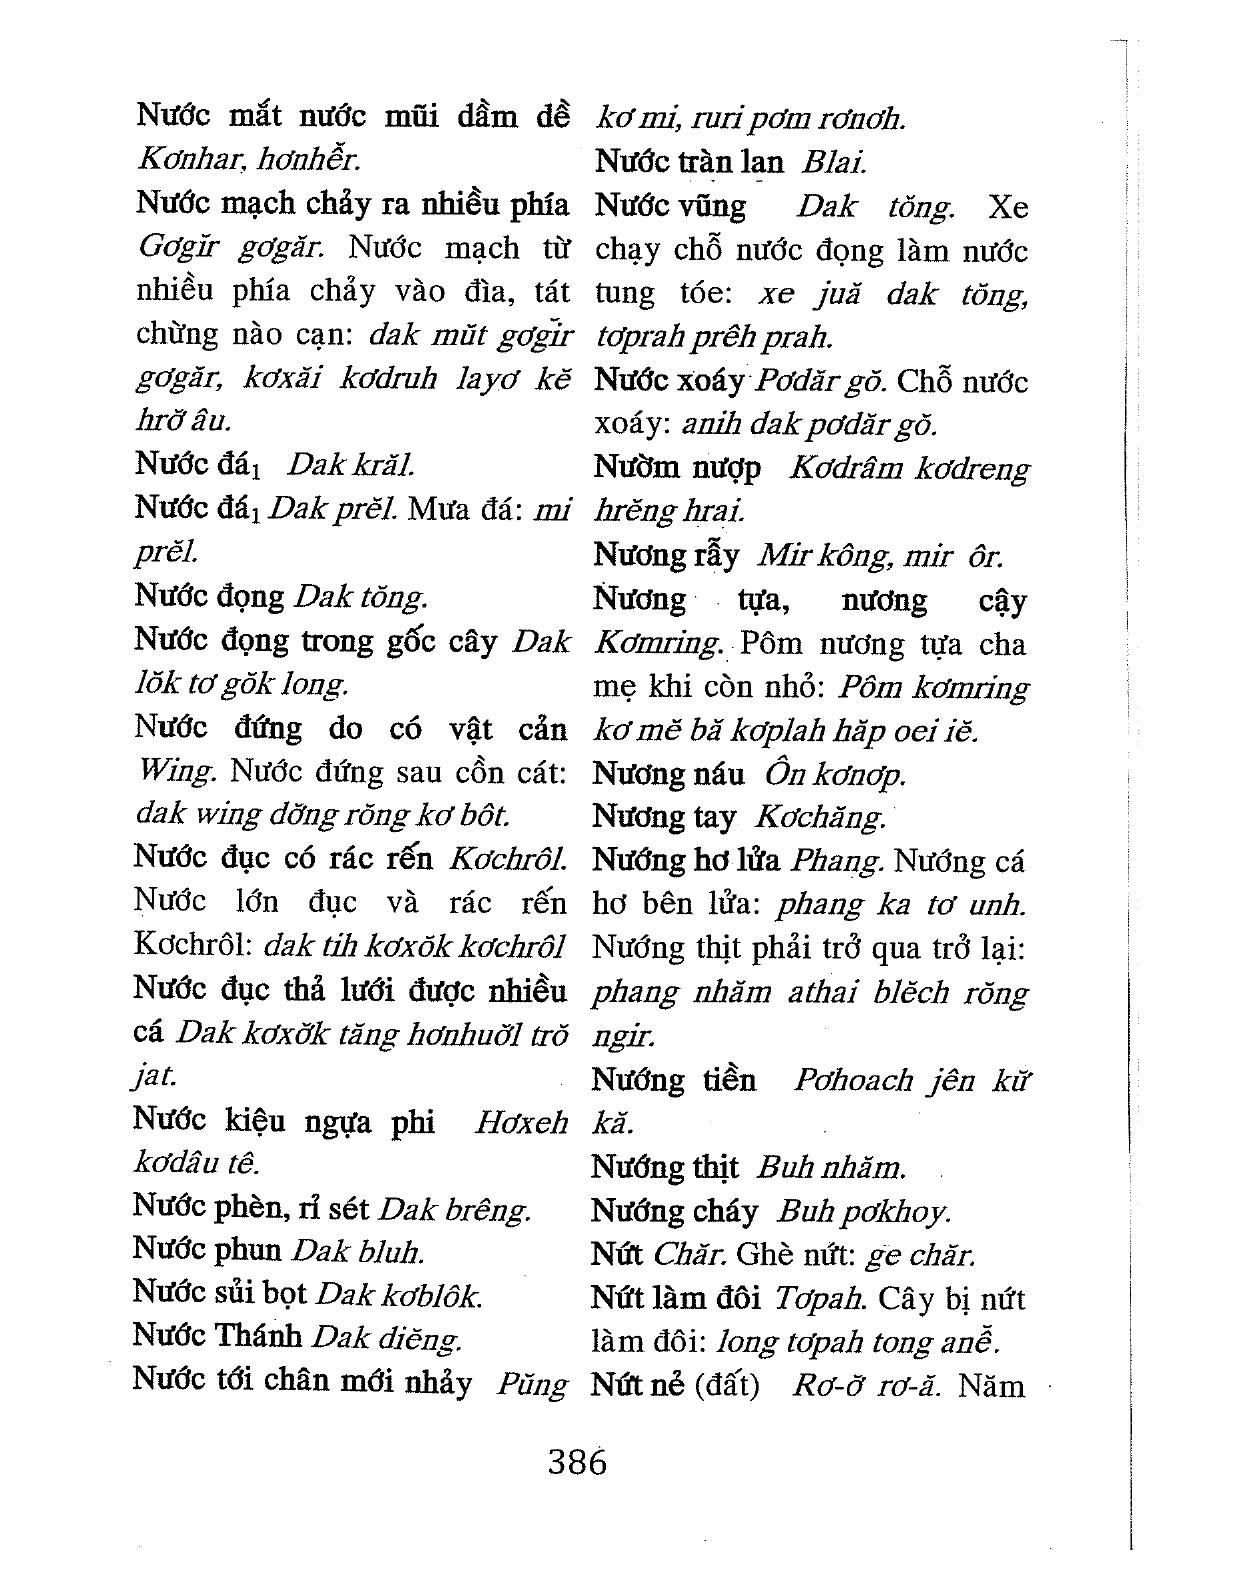 Nước mắt nước mũi dầm dề
Kơnhar, hơnhễr.
Nước mạch chảy ra nhiều phía
Gơgĭr gơgăr. Nước mạch từ
nhiều phía chảy vào đìa, tát
chừng nào cạn: dak mŭt gơgĭr
gơgăr, kơxăi kơdruh layơ kĕ
hrơ̆ âu.
Nước đá₁ Dak krăl.
Nước đá₁ Dak prĕl. Mưa đá: mi
prĕl.
Nước đọng Dak tŏng.
Nước đọng trong gốc cây Dak
lŏk tơ gŏk long.
Nước đứng do có vật cản
Wing. Nước đứng sau cồn cát:
dak wing dơ̆ng rŏng kơ bôt.
Nước đục có rác rến Kơchrôl.
Nước lớn đục và rác rến
Kơchrôl: dak tih kơxŏk kơchrôl
Nước đục thả lưới được nhiều
cá Dak kơxơ̆k tăng hơnhuơ̆l trŏ
jat.
Nước kiệu ngựa phi Hơxeh
kơdâu tê.
Nước phèn, rỉ sét Dak brêng.
Nước phun Dak bluh.
Nước sủi bọt Dak kơblôk.
Nước Thánh Dak diĕng.
Nước tới chân mới nhảy Pŭng
kơ mi, ruri pơm rơnơh.
Nước tràn lan Blai.
Nước vũng Dak tŏng. Xe
chạy chỗ nước đọng làm nước
tung tóe: xe juă dak tŏng,
tơprah prêh prah.
Nước xoáy Pơdăr gŏ. Chỗ nước
xoáy: anih dak pơdăr gŏ.
Nườm nượp Kơdrâm kơdreng
hrĕng hrai.
Nương rẫy Mir kông, mir ôr.
Nương tựa, nương cậy
Kơmring. Pôm nương tựa cha
mẹ khi còn nhỏ: Pôm kơmring
kơ mĕ bă kơplah hăp oei iĕ.
Nương náu Ôn kơnơp.
Nương tay Kơchăng.
Nướng hơ lửa Phang. Nướng cá
hơ bên lửa: phang ka tơ unh.
Nướng thịt phải trở qua trở lại:
phang nhăm athai blĕch rŏng
ngir.
Nướng tiền Pơhoach jên kư̆
kă.
Nướng thịt Buh nhăm.
Nướng cháy Buh pơkhoy.
Nứt Chăr. Ghè nứt: ge chăr.
Nứt làm đôi Tơpah. Cây bị nứt
làm đôi: long tơpah tong anê̆.
Nứt nẻ (đất) Rơ-ơ̆ rơ-ă. Năm
386